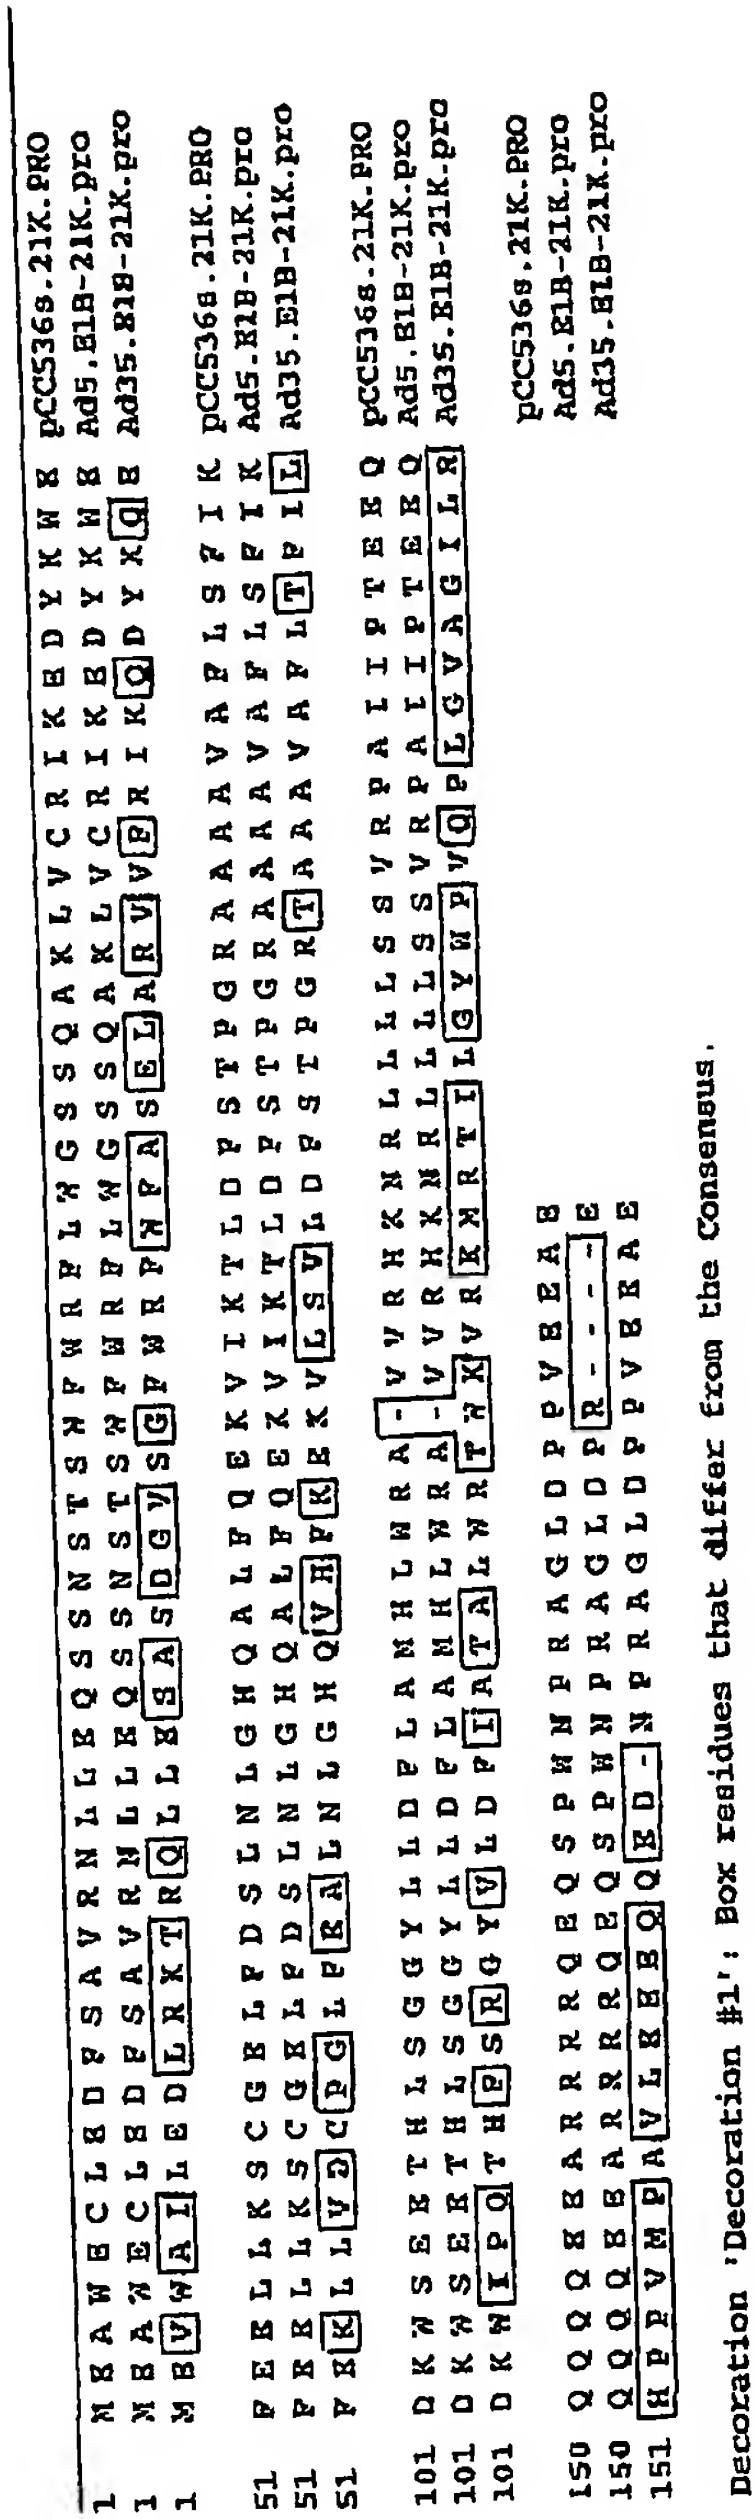 1 M E A W E C L E D F S A V R N L L E Q S S N S T S W F W R F L W G S S Q A K L V C R I K E D Y K W E pCC536s.21K.PRO
1 M E A W E C L E D F S A V R N L L E Q S S N S T S W F W R F L W G S S Q A K L V C R I K E D Y K W E Ad5.E1B-21K.pro
1 M E V W A I L E D L R K T R Q L L E S A S D G V S G F W R F W F A S E L A R V V F R I K Q D Y K Q E Ad35.E1B-21K.pro
51 F E E L L K S C G E L F D S L N L G H Q A L F Q E K V I K T L D F S T P G R A A A A V A F L S F I K pCC536s.21K.PRO
51 F E E L L K S C G E L F D S L N L G H Q A L F Q E K V I K T L D F S T P G R A A A A V A F L S F I K Ad5.E1B-21K.pro
51 F E K L L V D C P G L F E A L N L G H Q V H F K E K V L S V L D F S T P G R T A A A V A F L T F I L Ad35.E1B-21K.pro
101 D K W S E E T H L S G G Y L L D F L A M H L W R A - V V R H K N R L L L L S S V R P A I I P T E E Q pCC536s.21K.PRO
101 D K W S E E T H L S G G Y L L D F L A M H L W R A - V V R H K N R L L L L S S V R P A I I P T E E Q Ad5.E1B-21K.pro
101 D K W I P Q T H F S R G Y V L D F I A T A L W R T W K V R K M R T I L G Y W P V Q P L G V A G I L R Ad35.E1B-21K.pro
150 Q Q Q Q E E A R R R R Q E Q S P W N P R A G L D P P V E E A E pCC536s.21K.PRO
150 Q Q Q Q E E A R R R R Q E Q S P W N P R A G L D P R - - - - E Ad5.E1B-21K.pro
151 H P P V M P A V L E E E Q Q E D - N P R A G L D P P V E E A E Ad35.E1B-21K.pro
Decoration 'Decoration #1': Box residues that differ from the Consensus.